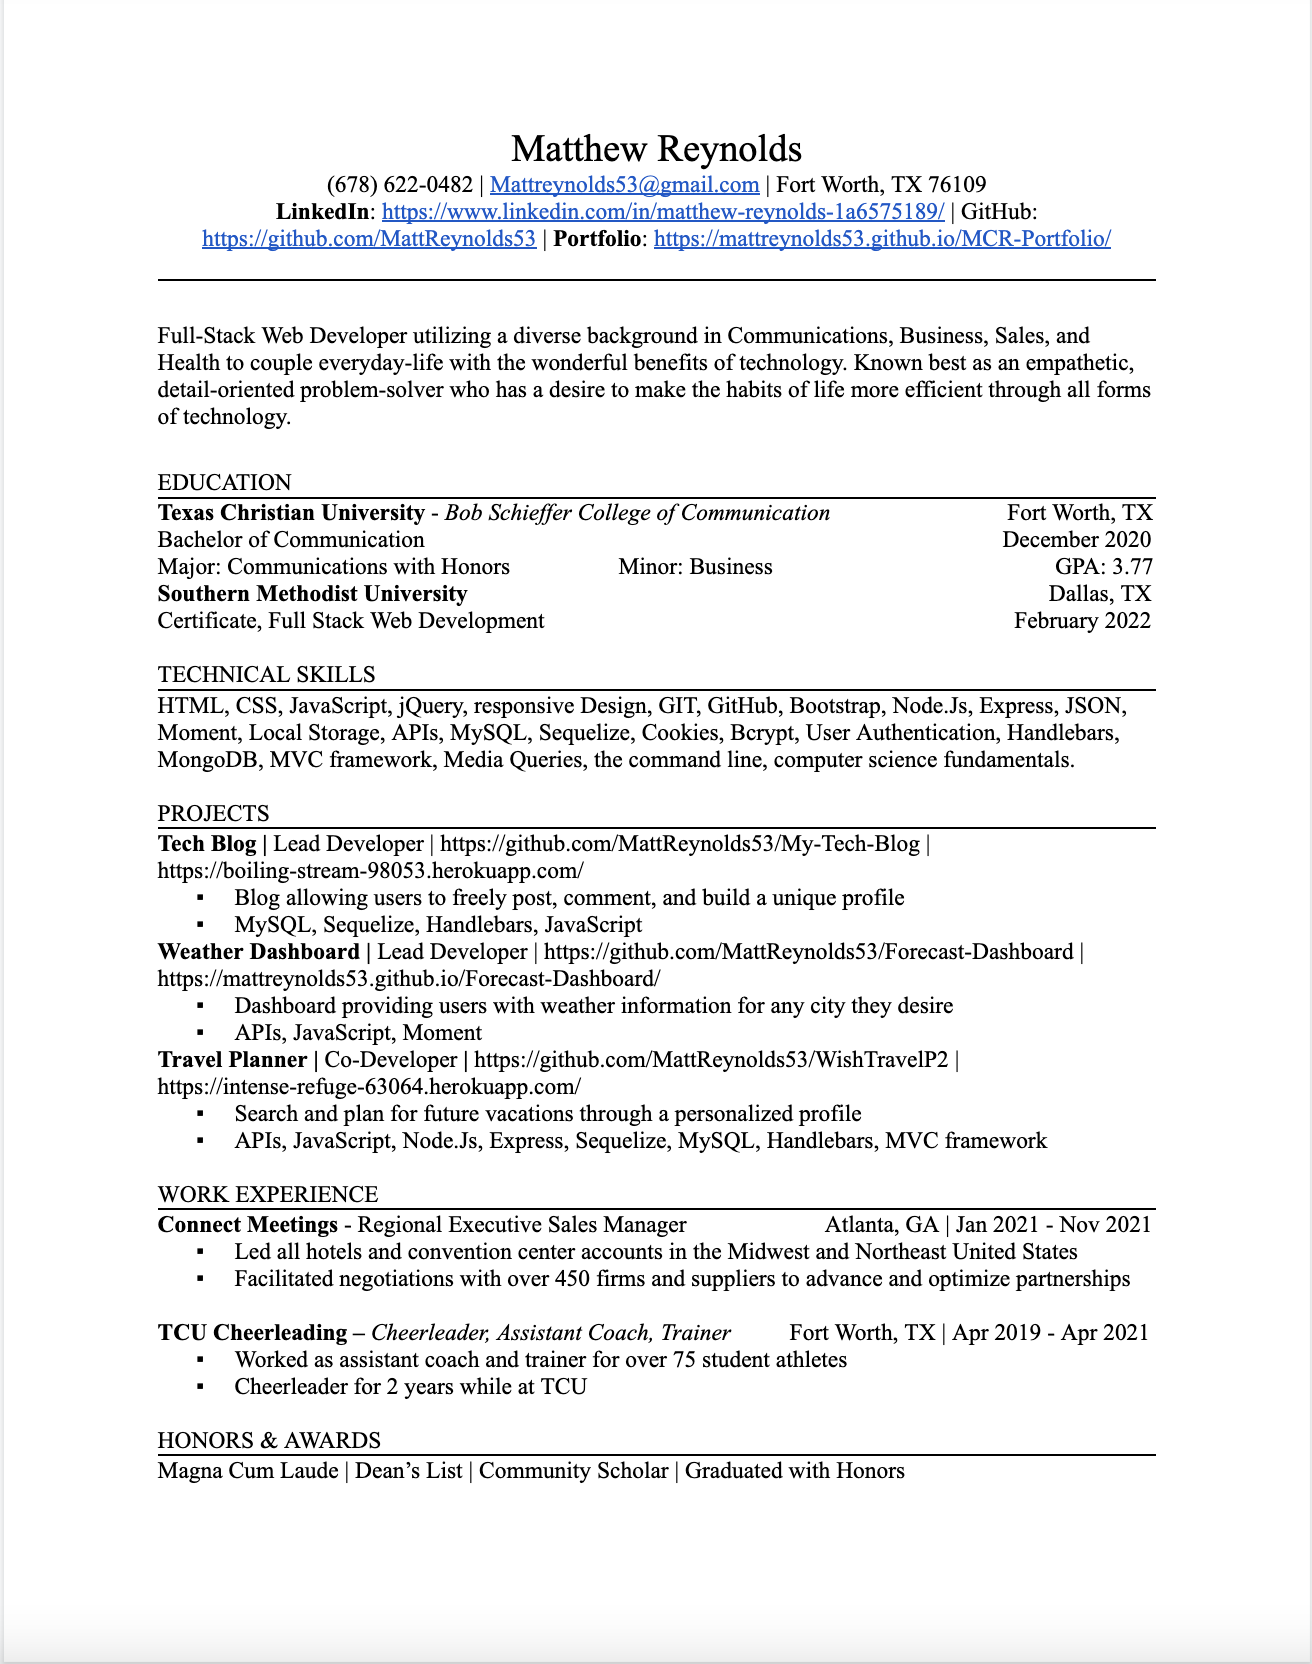 Matthew Reynolds
(678) 622-0482 | Mattreynolds53@gmail.com | Fort Worth, TX 76109
LinkedIn: https://www.linkedin.com/in/matthew-reynolds-1a6575189/ | GitHub:
https://github.com/MattReynolds53 | Portfolio: https://mattreynolds53.github.io/MCR-Portfolio/
Full-Stack Web Developer utilizing a diverse background in Communications, Business, Sales, and
Health to couple everyday-life with the wonderful benefits of technology. Known best as an empathetic,
detail-oriented problem-solver who has a desire to make the habits of life more efficient through all forms
of technology.
EDUCATION
Texas Christian University - Bob Schieffer College of Communication Fort Worth, TX
Bachelor of Communication December 2020
Major: Communications with Honors Minor: Business GPA: 3.77
Southern Methodist University Dallas, TX
Certificate, Full Stack Web Development February 2022
TECHNICAL SKILLS
HTML, CSS, JavaScript, jQuery, responsive Design, GIT, GitHub, Bootstrap, Node.Js, Express, JSON,
Moment, Local Storage, APIs, MySQL, Sequelize, Cookies, Bcrypt, User Authentication, Handlebars,
MongoDB, MVC framework, Media Queries, the command line, computer science fundamentals.
PROJECTS
Tech Blog | Lead Developer | https://github.com/MattReynolds53/My-Tech-Blog |
https://boiling-stream-98053.herokuapp.com/
▪ Blog allowing users to freely post, comment, and build a unique profile
▪ MySQL, Sequelize, Handlebars, JavaScript
Weather Dashboard | Lead Developer | https://github.com/MattReynolds53/Forecast-Dashboard |
https://mattreynolds53.github.io/Forecast-Dashboard/
▪ Dashboard providing users with weather information for any city they desire
▪ APIs, JavaScript, Moment
Travel Planner | Co-Developer | https://github.com/MattReynolds53/WishTravelP2 |
https://intense-refuge-63064.herokuapp.com/
▪ Search and plan for future vacations through a personalized profile
▪ APIs, JavaScript, Node.Js, Express, Sequelize, MySQL, Handlebars, MVC framework
WORK EXPERIENCE
Connect Meetings - Regional Executive Sales Manager Atlanta, GA | Jan 2021 - Nov 2021
▪ Led all hotels and convention center accounts in the Midwest and Northeast United States
▪ Facilitated negotiations with over 450 firms and suppliers to advance and optimize partnerships
TCU Cheerleading – Cheerleader, Assistant Coach, Trainer Fort Worth, TX | Apr 2019 - Apr 2021
▪ Worked as assistant coach and trainer for over 75 student athletes
▪ Cheerleader for 2 years while at TCU
HONORS & AWARDS
Magna Cum Laude | Dean’s List | Community Scholar | Graduated with Honors